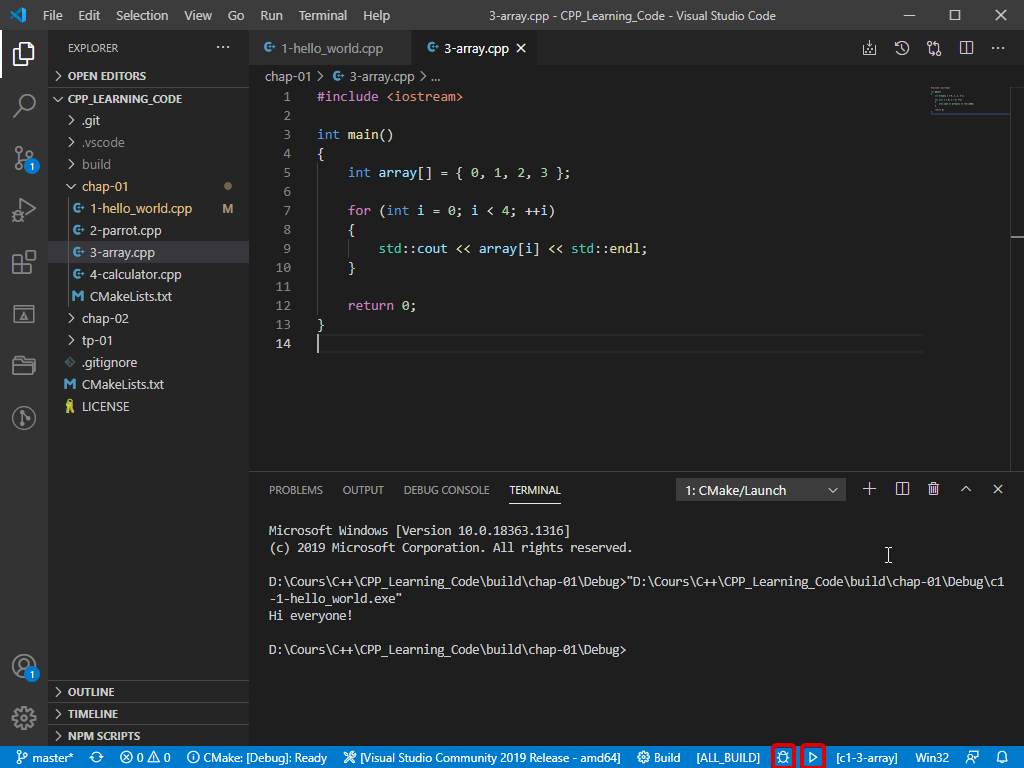 File Edit Selection View Go Run Terminal Help 3-array.cpp - CPP_Learning_Code - Visual Studio Code
EXPLORER
OPEN EDITORS
CPP_LEARNING_CODE
.git
.vscode
build
chap-01
1-hello_world.cpp M
2-parrot.cpp
3-array.cpp
4-calculator.cpp
CMakeLists.txt
chap-02
tp-01
.gitignore
CMakeLists.txt
LICENSE
OUTLINE
TIMELINE
NPM SCRIPTS
1
1
1-hello_world.cpp 3-array.cpp
chap-01 > 3-array.cpp > ...
1 #include <iostream>
2
3 int main()
4 {
5 int array[] = { 0, 1, 2, 3 };
6
7 for (int i = 0; i < 4; ++i)
8 {
9 std::cout << array[i] << std::endl;
10 }
11
12 return 0;
13 }
14
PROBLEMS OUTPUT DEBUG CONSOLE TERMINAL 1: CMake/Launch
Microsoft Windows [Version 10.0.18363.1316]
(c) 2019 Microsoft Corporation. All rights reserved.
D:\Cours\C++\CPP_Learning_Code\build\chap-01\Debug>"D:\Cours\C++\CPP_Learning_Code\build\chap-01\Debug\c1
-1-hello_world.exe"
Hi everyone!
D:\Cours\C++\CPP_Learning_Code\build\chap-01\Debug>
master* 0 0 CMake: [Debug]: Ready [Visual Studio Community 2019 Release - amd64] Build [ALL_BUILD] [c1-3-array] Win32